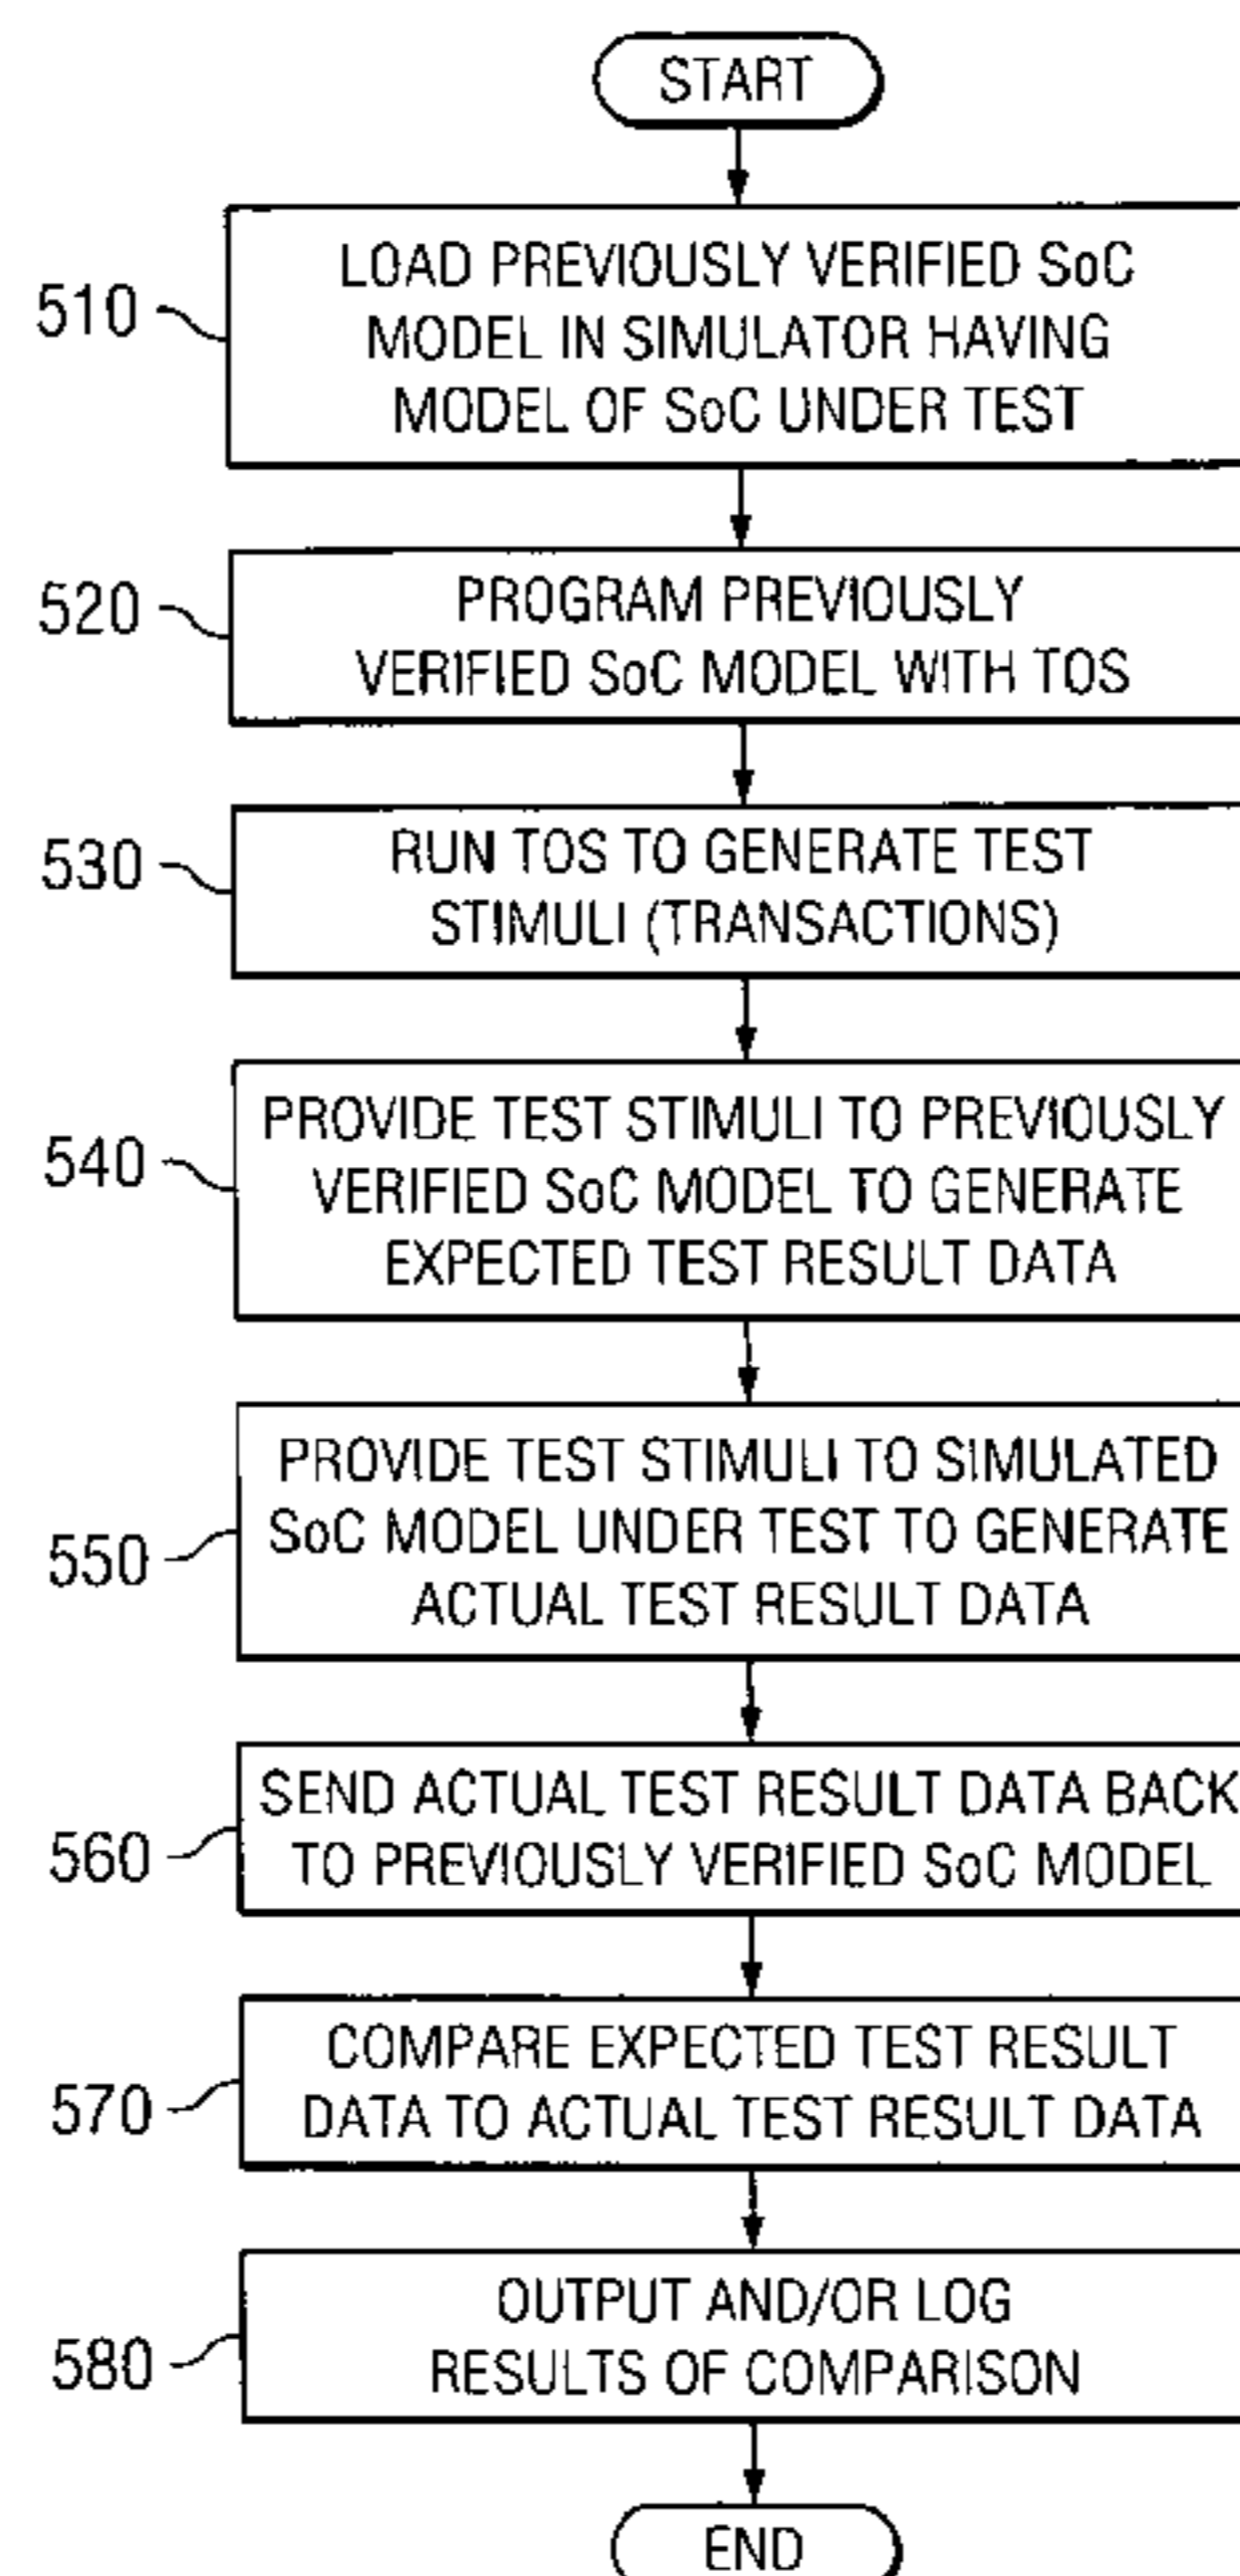 START
510
LOAD PREVIOUSLY VERIFIED SoC
MODEL IN SIMULATOR HAVING
MODEL OF SoC UNDER TEST
520
PROGRAM PREVIOUSLY
VERIFIED SoC MODEL WITH TOS
530
RUN TOS TO GENERATE TEST
STIMULI (TRANSACTIONS)
540
PROVIDE TEST STIMULI TO PREVIOUSLY
VERIFIED SoC MODEL TO GENERATE
EXPECTED TEST RESULT DATA
550
PROVIDE TEST STIMULI TO SIMULATED
SoC MODEL UNDER TEST TO GENERATE
ACTUAL TEST RESULT DATA
560
SEND ACTUAL TEST RESULT DATA BACK
TO PREVIOUSLY VERIFIED SoC MODEL
570
COMPARE EXPECTED TEST RESULT
DATA TO ACTUAL TEST RESULT DATA
580
OUTPUT AND/OR LOG
RESULTS OF COMPARISON
END